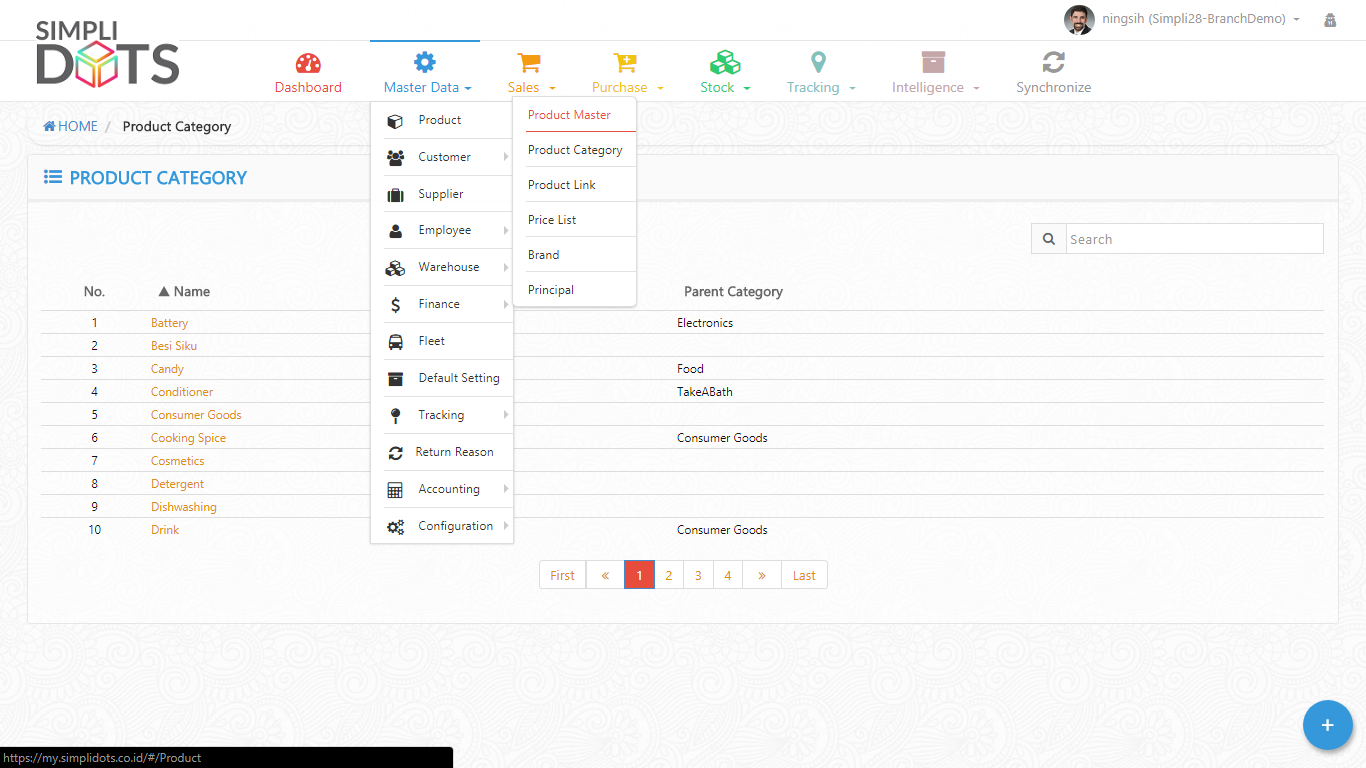 SIMPLI
DOTS
ningsih (Simpli28-BranchDemo)
Dashboard
Master Data
Sales
Purchase
Stock
Tracking
Intelligence
Synchronize
HOME / Product Category
PRODUCT CATEGORY
Product
Customer
Supplier
Employee
Warehouse
Finance
Fleet
Default Setting
Tracking
Return Reason
Accounting
Configuration
Product Master
Product Category
Product Link
Price List
Brand
Principal
Search
No. ▲ Name Parent Category
1 Battery Electronics
2 Besi Siku
3 Candy Food
4 Conditioner TakeABath
5 Consumer Goods
6 Cooking Spice Consumer Goods
7 Cosmetics
8 Detergent
9 Dishwashing
10 Drink Consumer Goods
First « 1 2 3 4 » Last
+
https://my.simplidots.co.id/#/Product